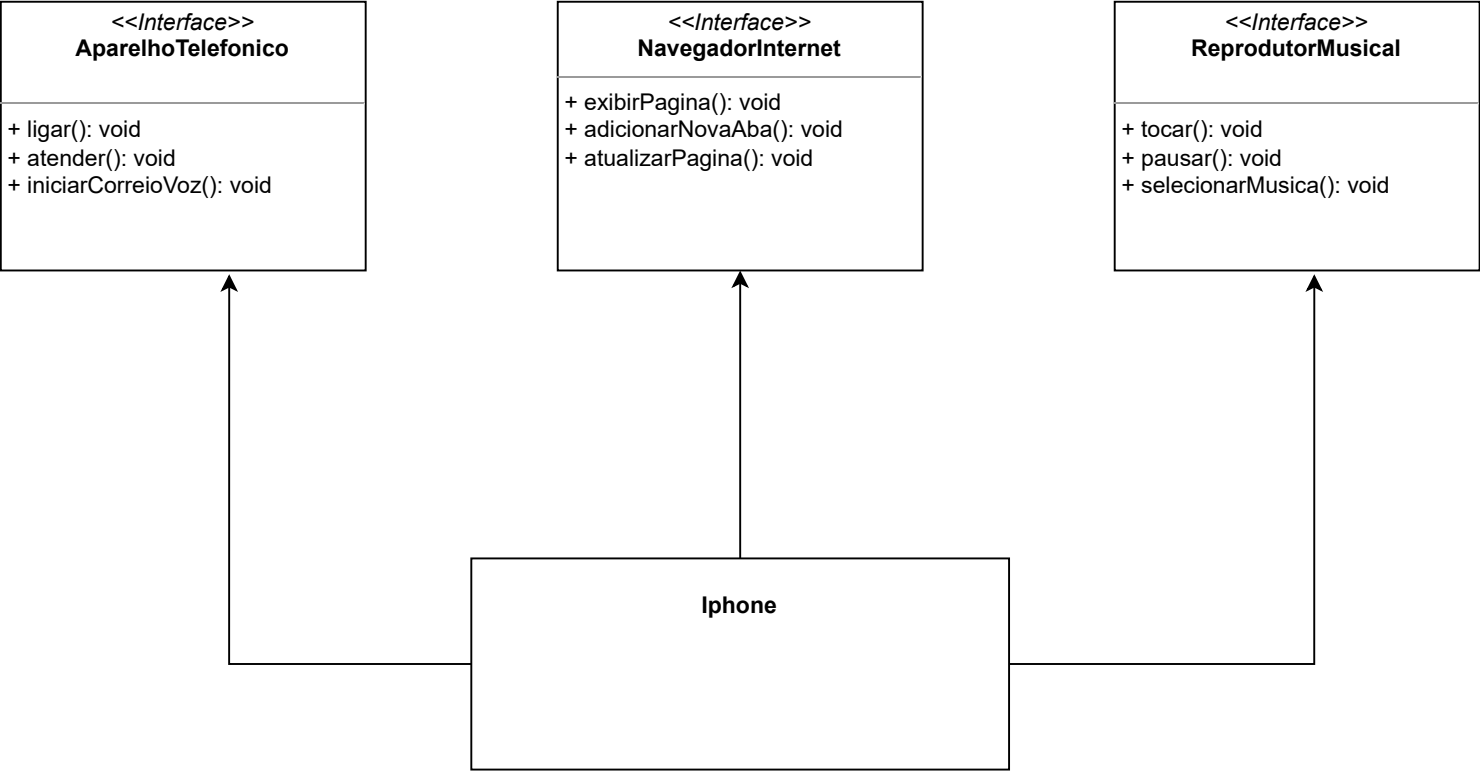 <<Interface>>
AparelhoTelefonico
+ ligar(): void
+ atender(): void
+ iniciarCorreioVoz(): void
<<Interface>>
NavegadorInternet
+ exibirPagina(): void
+ adicionarNovaAba(): void
+ atualizarPagina(): void
<<Interface>>
ReprodutorMusical
+ tocar(): void
+ pausar(): void
+ selecionarMusica(): void
Iphone